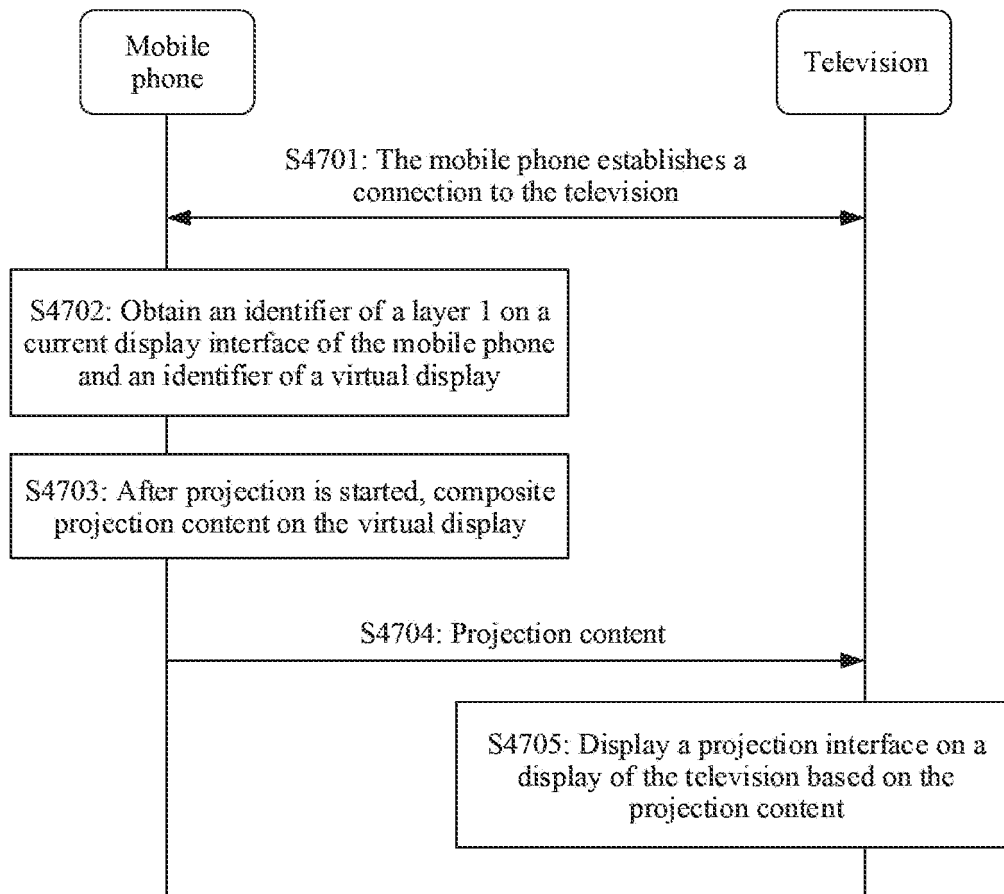 Mobile
phone
Television
S4701: The mobile phone establishes a
connection to the television
S4702: Obtain an identifier of a layer 1 on a
current display interface of the mobile phone
and an identifier of a virtual display
S4703: After projection is started, composite
projection content on the virtual display
S4704: Projection content
S4705: Display a projection interface on a
display of the television based on the
projection content